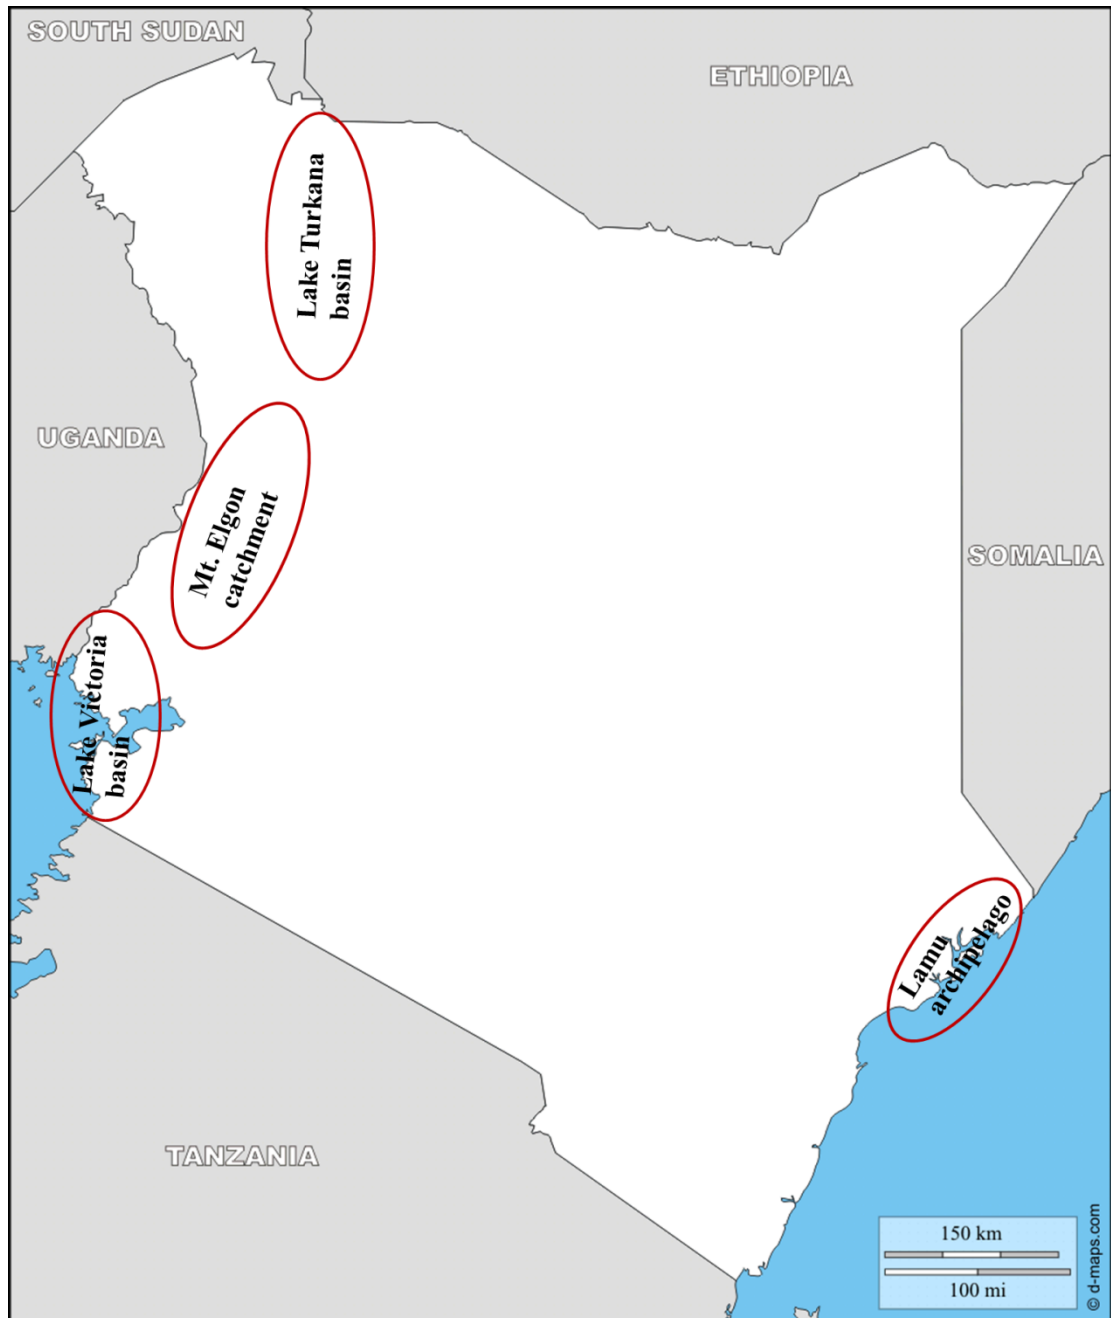 SOUTH SUDAN
ETHIOPIA
Lake Turkana
basin
UGANDA
Mt. Elgon
catchment
SOMALIA
Lake Victoria
basin
Lamu
archipelago
TANZANIA
150 km
100 mi
© d-maps.com